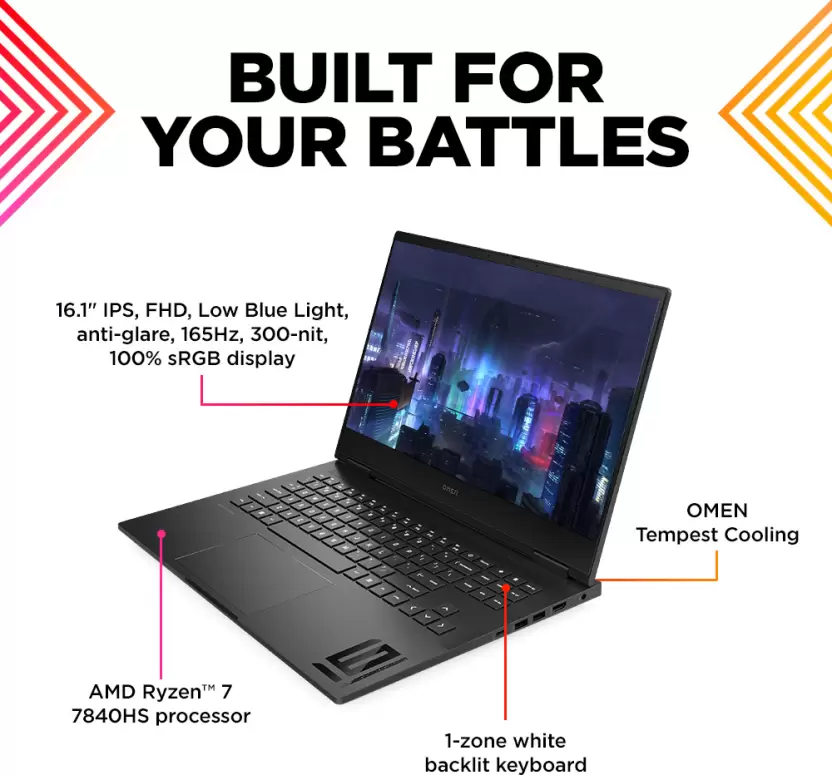 BUILT FOR
YOUR BATTLES
16.1" IPS, FHD, Low Blue Light,
anti-glare, 165Hz, 300-nit,
100% sRGB display
OMEN
OMEN
Tempest Cooling
AMD Ryzen™ 7
7840HS processor
1-zone white
backlit keyboard